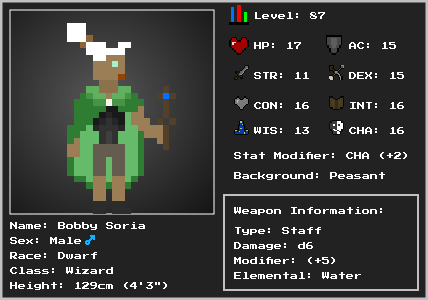 Level: 87
HP: 17
AC: 15
STR: 11
DEX: 15
CON: 16
INT: 16
WIS: 13
CHA: 16
Stat Modifier: CHA (+2)
Background: Peasant
Weapon Information:
Type: Staff
Damage: d6
Modifier: (+5)
Elemental: Water
Name: Bobby Soria
Sex: Male♂
Race: Dwarf
Class: Wizard
Height: 129cm (4'3")